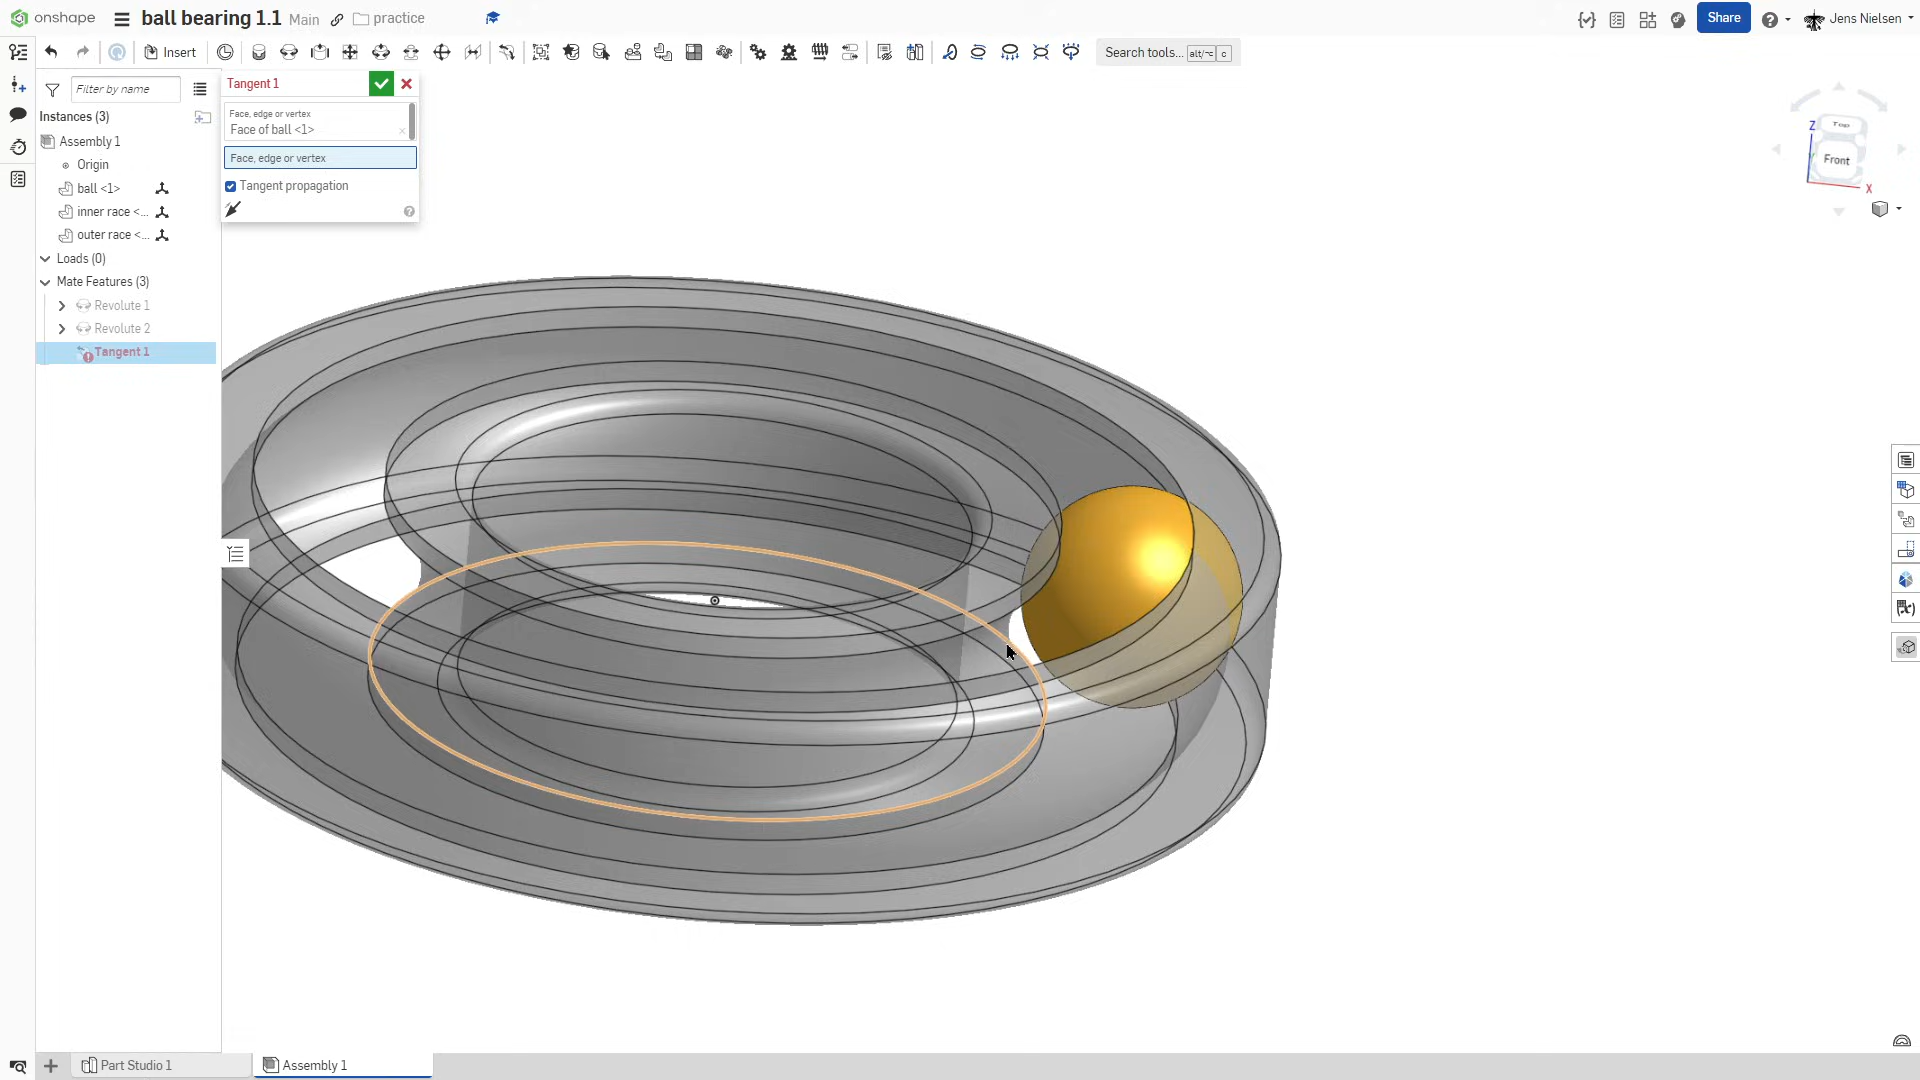 onshape ball bearing 1.1 Main practice Share Jens Nielsen
Insert Search tools... alt/⌥ c
Filter by name
Instances (3)
Assembly 1
Origin
ball <1>
inner race <...
outer race <...
Loads (0)
Mate Features (3)
Revolute 1
Revolute 2
Tangent 1
Tangent 1
Face, edge or vertex
Face of ball <1>
Face, edge or vertex
Tangent propagation
Top
Z
Front
X
Part Studio 1 Assembly 1